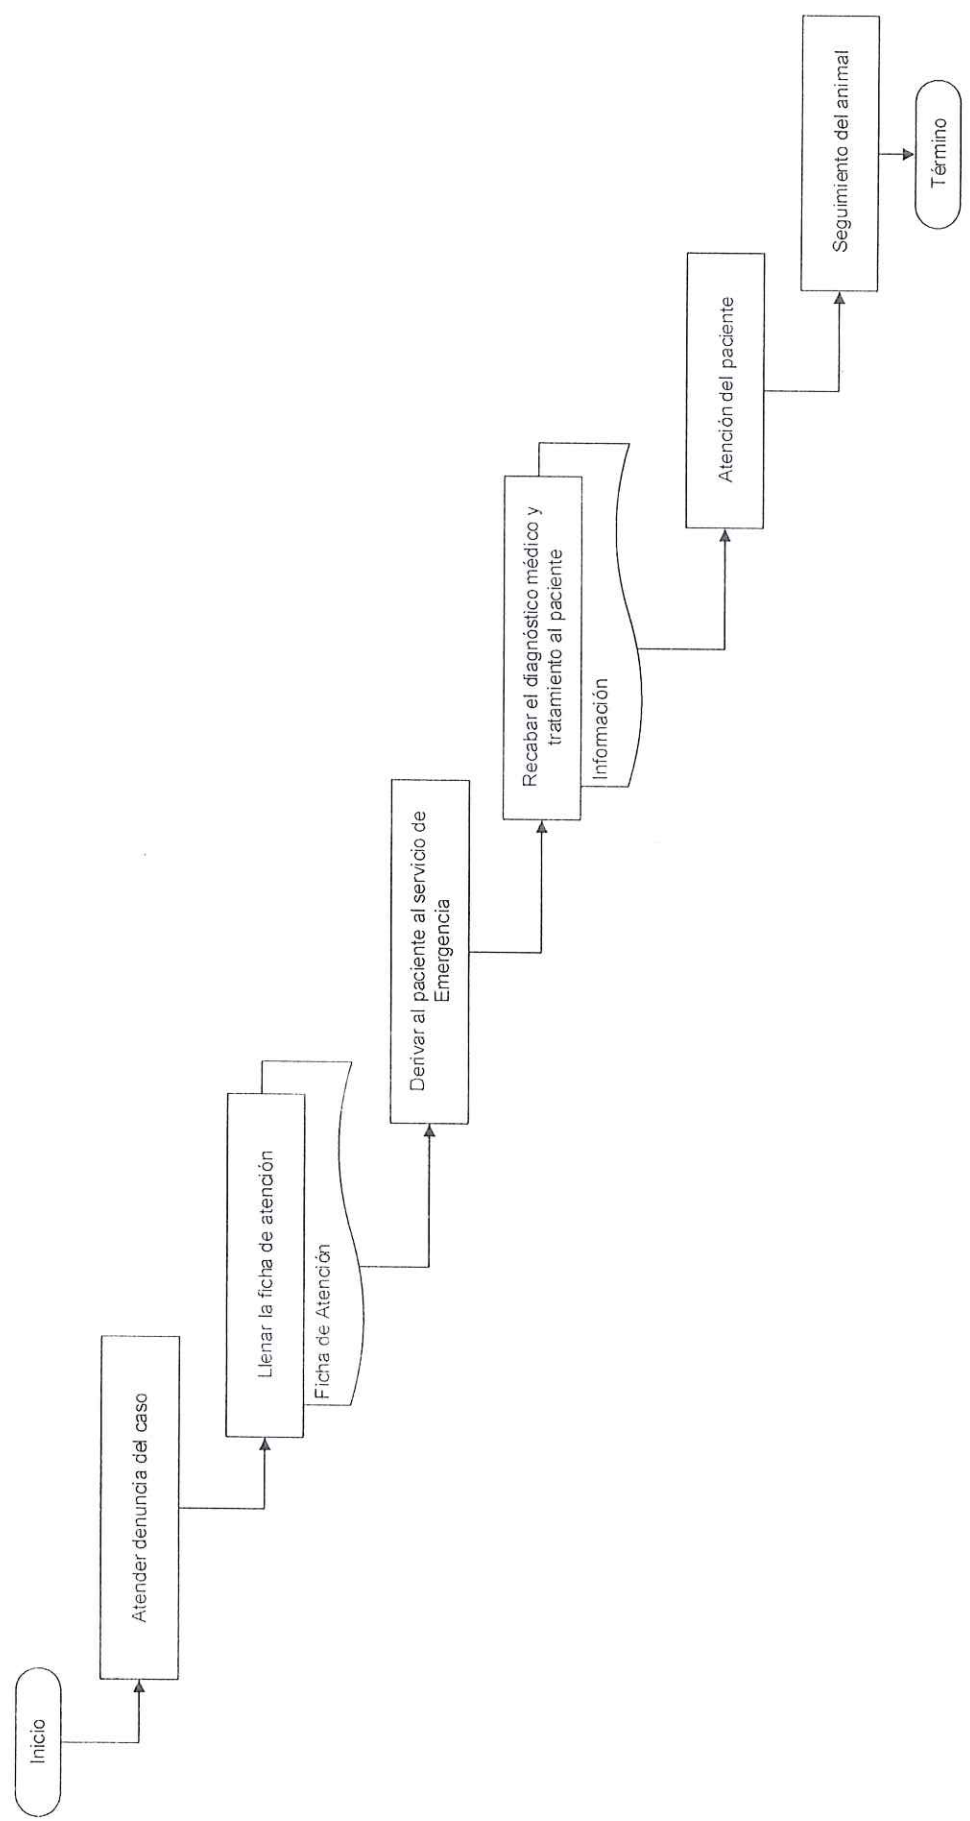 Inicio
Atender denuncia del caso
Llenar la ficha de atención
Ficha de Atención
Derivar al paciente al servicio de
Emergencia
Recabar el diagnóstico médico y
tratamiento al paciente
Información
Atención del paciente
Seguimiento del animal
Término